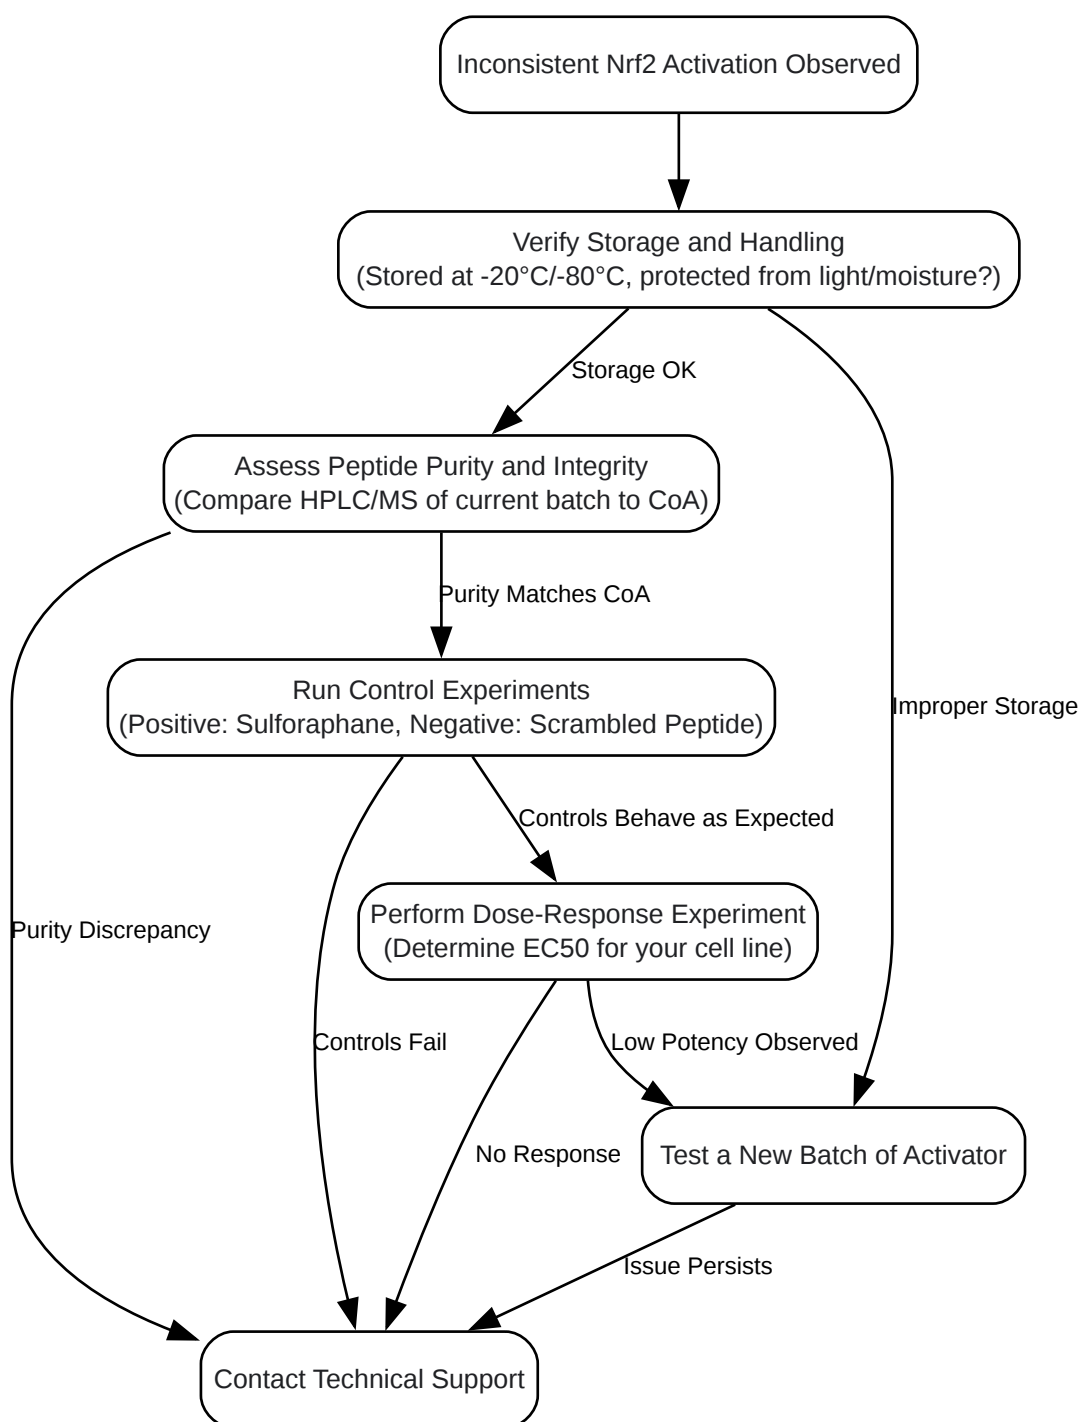 Inconsistent Nrf2 Activation Observed
Verify Storage and Handling
(Stored at -20°C/-80°C, protected from light/moisture?)
Storage OK
Assess Peptide Purity and Integrity
(Compare HPLC/MS of current batch to CoA)
Purity Matches CoA
Run Control Experiments
(Positive: Sulforaphane, Negative: Scrambled Peptide)
Improper Storage
Controls Behave as Expected
Perform Dose-Response Experiment
(Determine EC50 for your cell line)
Purity Discrepancy
Controls Fail
Low Potency Observed
No Response
Test a New Batch of Activator
Issue Persists
Contact Technical Support